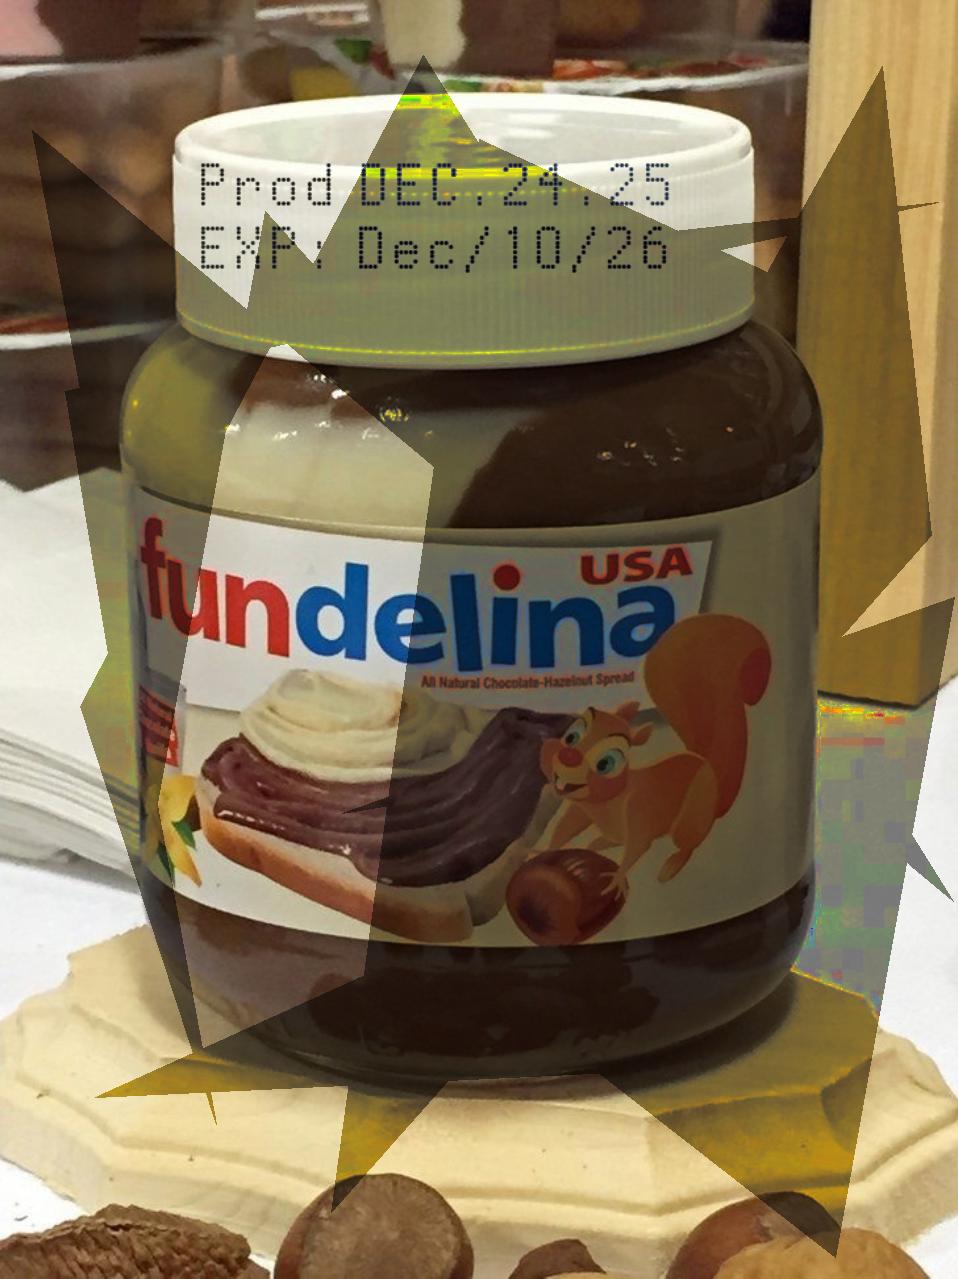 Prod DEC.24.25
EXP: Dec/10/26
USA
fundelina
All Natural Chocolate-Hazelnut Spread